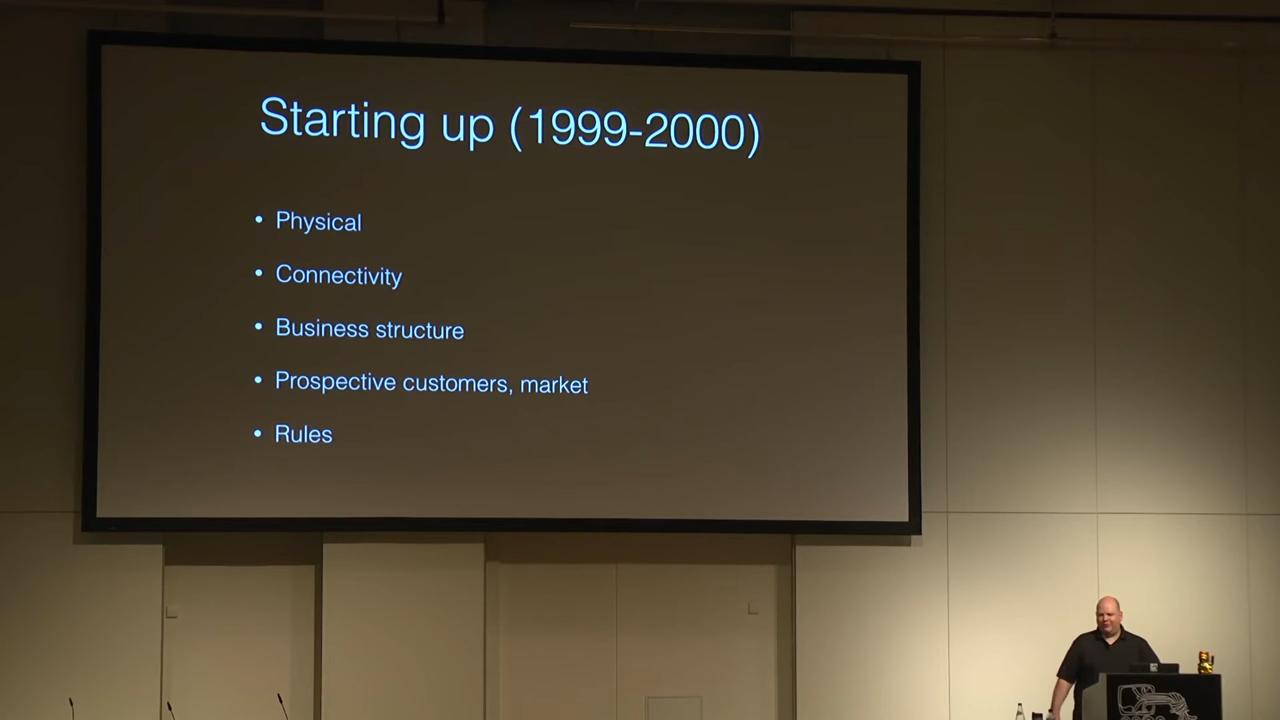 Starting up (1999-2000)
• Physical
• Connectivity
• Business structure
• Prospective customers, market
• Rules